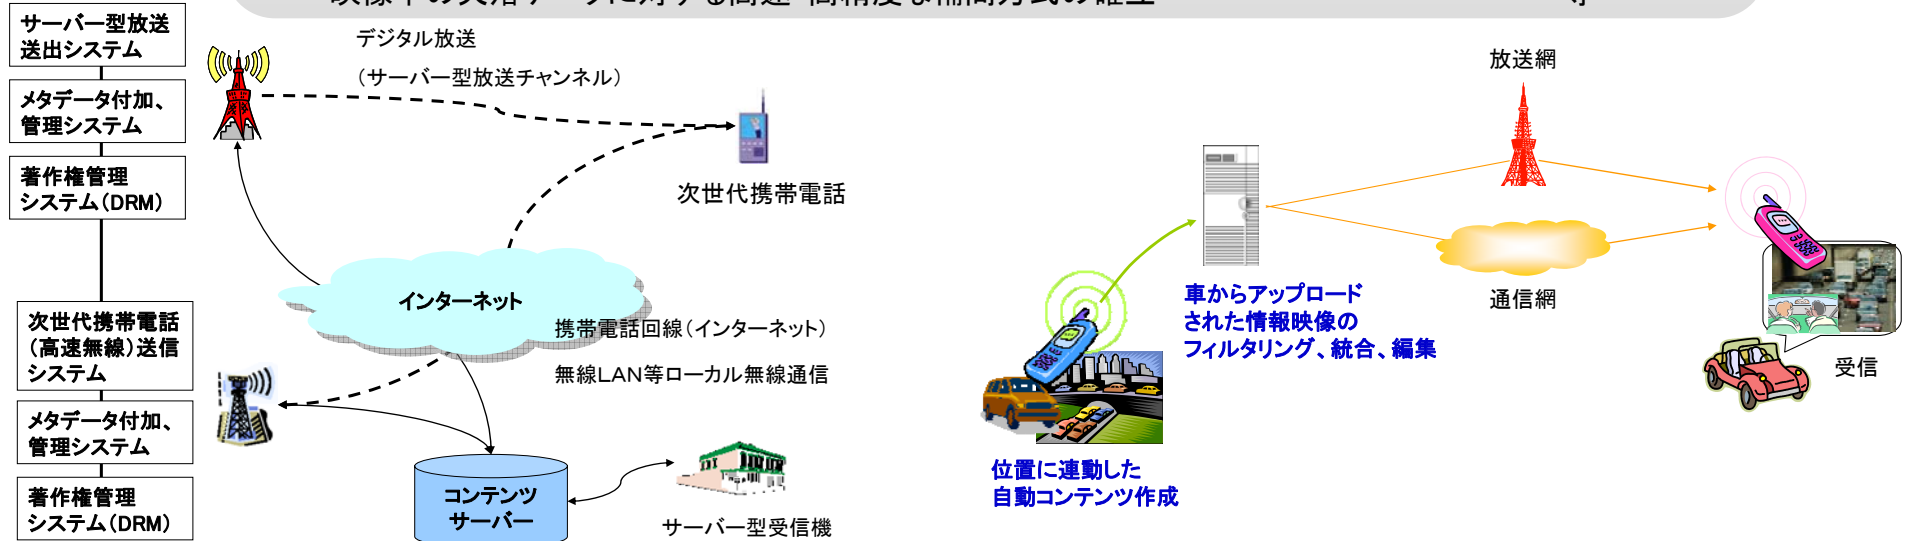 サーバー型放送
送出システム
メタデータ付加、
管理システム
著作権管理
システム（DRM）
次世代携帯電話
（高速無線）送信
システム
メタデータ付加、
管理システム
著作権管理
システム（DRM）
デジタル放送
（サーバー型放送チャンネル）
次世代携帯電話
インターネット
携帯電話回線（インターネット）
無線LAN等ローカル無線通信
コンテンツ
サーバー
サーバー型受信機
放送網
通信網
車からアップロード
された情報映像の
フィルタリング、統合、編集
位置に連動した
自動コンテンツ作成
受信